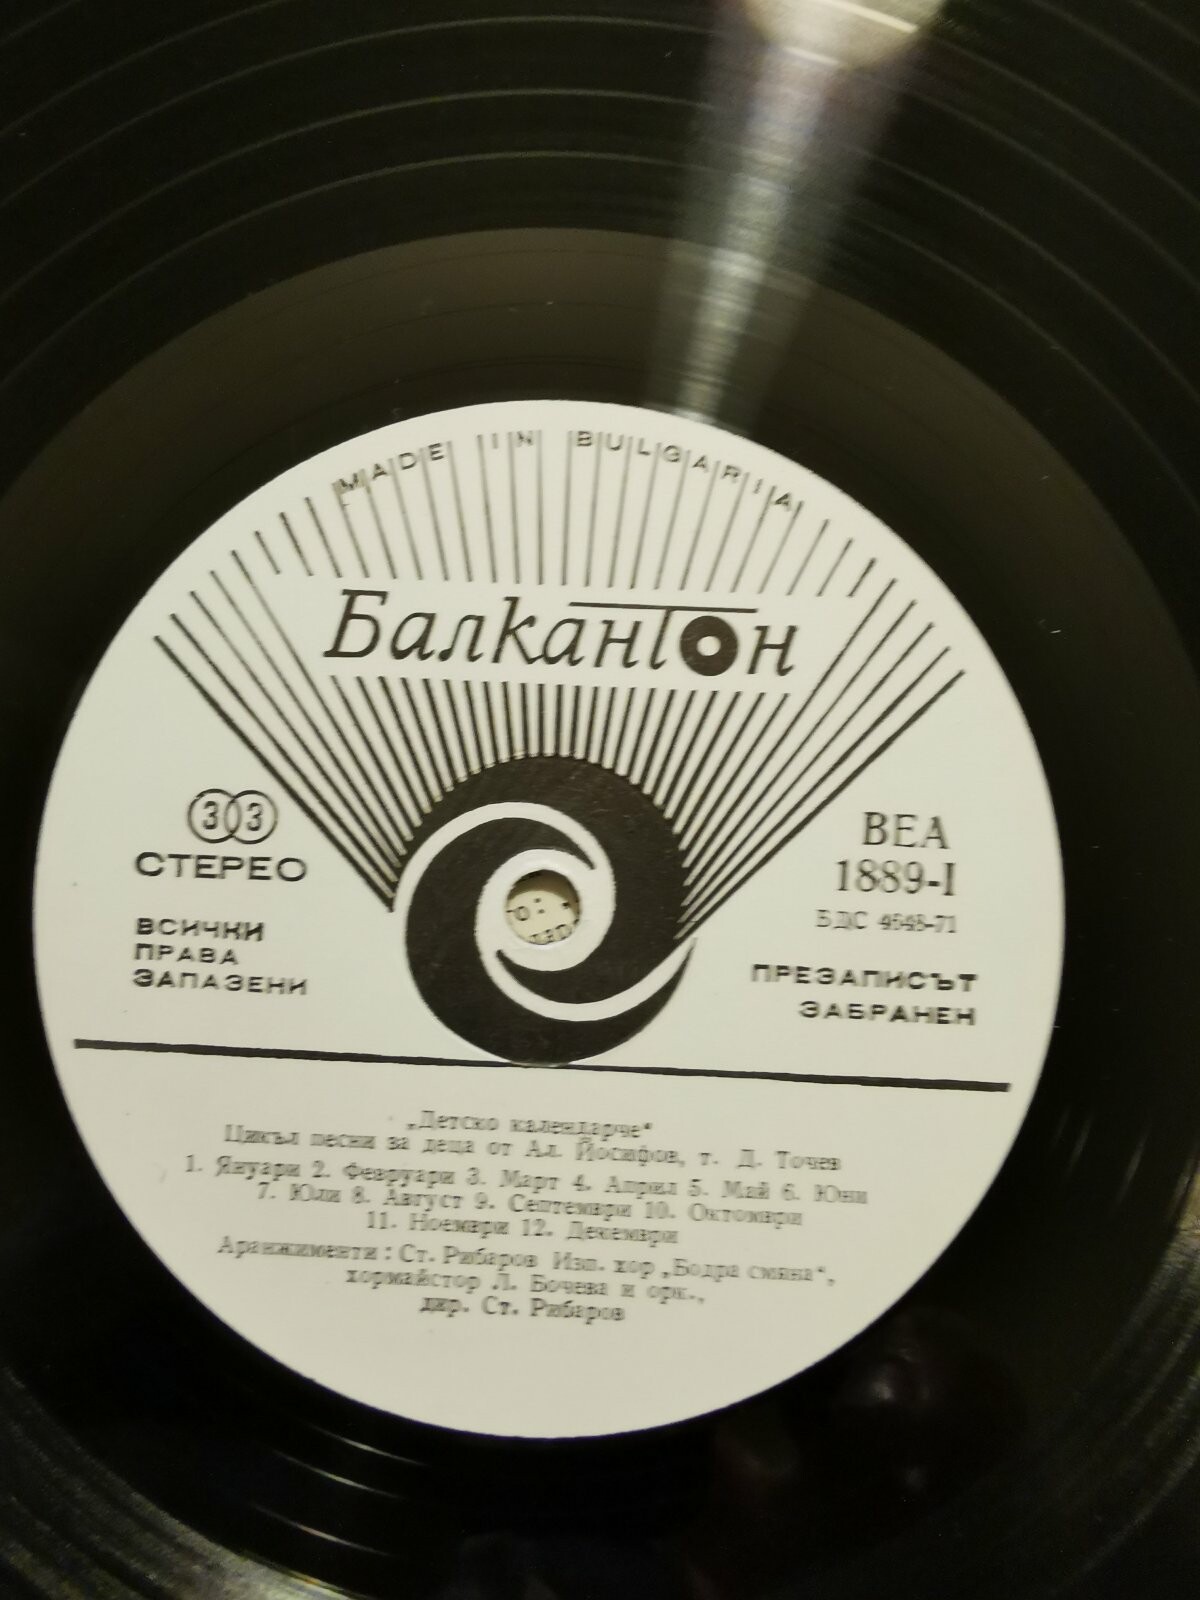 MADE IN BULGARIA
Балкантон
33
СТЕРЕО
ВСИЧКИ
ПРАВА
ЗАПАЗЕНИ
ВЕА
1889-I
БДС 4648-71
ПРЕЗАПИСЪТ
ЗАБРАНЕН
„Детско календарче“
Цикъл песни за деца от Ал. Йосифов, т. Д. Точев
1. Януари 2. Февруари 3. Март 4. Април 5. Май 6. Юни
7. Юли 8. Август 9. Септември 10. Октомври
11. Ноември 12. Декември
Аранжименти: Ст. Рибаров Изп. хор „Бодра смяна“,
хормайстор Л. Бочева и орк.,
дир. Ст. Рибаров